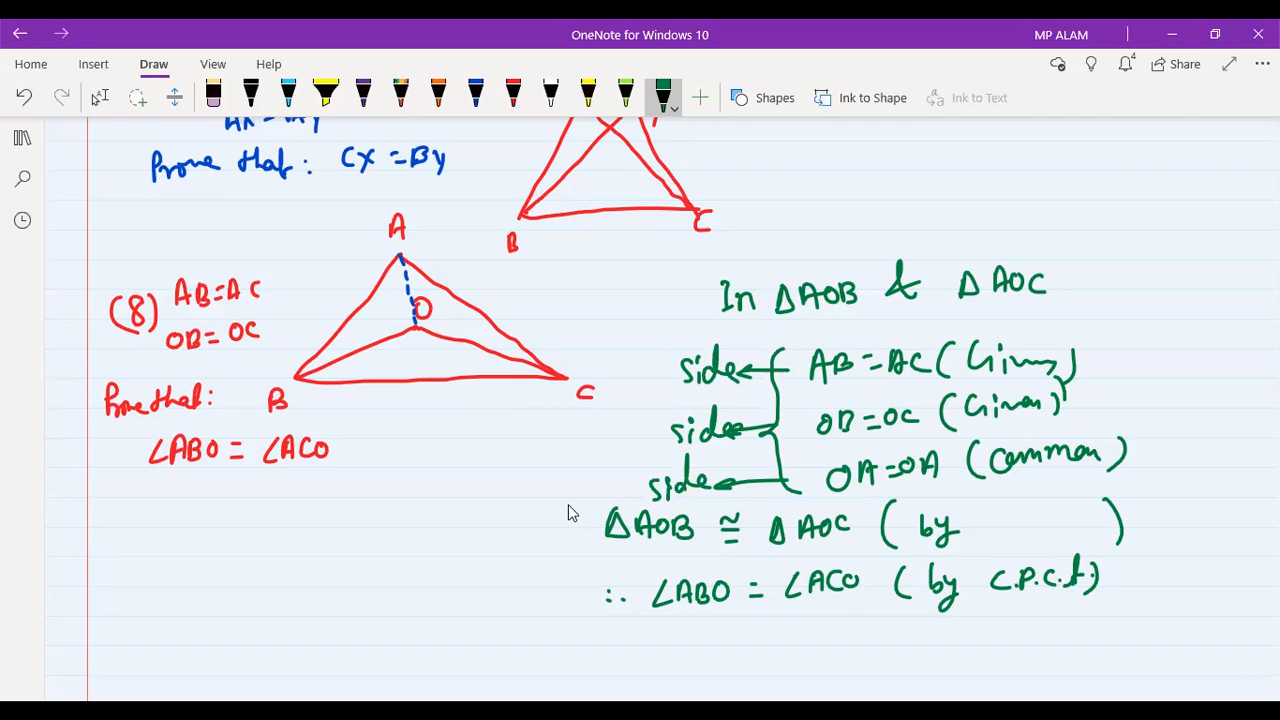 OneNote for Windows 10
MP ALAM
Home Insert Draw View Help
Share
Shapes
Ink to Shape
Ink to Text
Prove that: CX = By
B
C
A
(8) AB = AC
OB = OC
O
B
C
Prove that:
∠ABO = ∠ACO
In ΔAOB & ΔAOC
side ← AB = AC (Given)
side ← OB = OC (Given)
side ← OA = OA (Common)
ΔAOB ≅ ΔAOC (by )
∴ ∠ABO = ∠ACO (by C.P.C.t.)